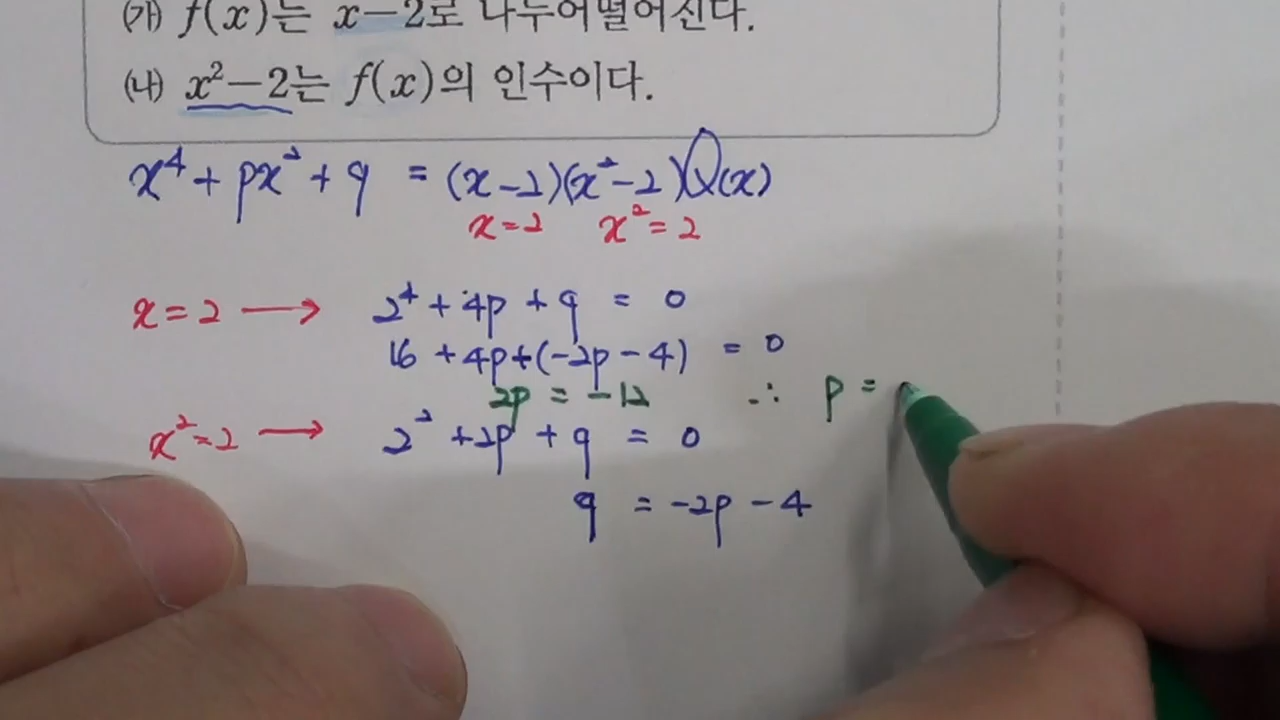 (가) f(x)는 x-2로 나누어떨어진다.
(나) x²-2는 f(x)의 인수이다.
x⁴+px²+q = (x-2)(x²-2)Q(x)
x=2 x²=2
x=2 → 2⁴+4p+q = 0
16+4p+(-2p-4) = 0
2p = -12 ∴ p =
x²=2 → 2²+2p+q = 0
q = -2p-4